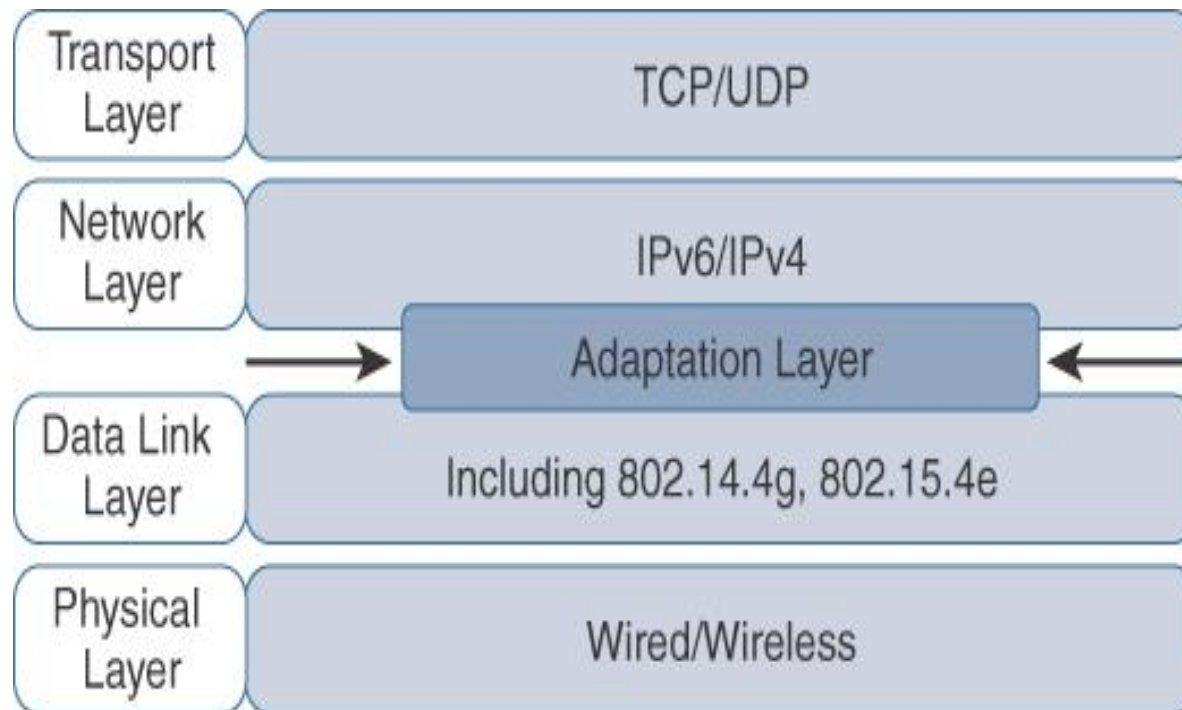 Transport
Layer
TCP/UDP
Network
Layer
IPv6/IPv4
Adaptation Layer
Data Link
Layer
Including 802.14.4g, 802.15.4e
Physical
Layer
Wired/Wireless